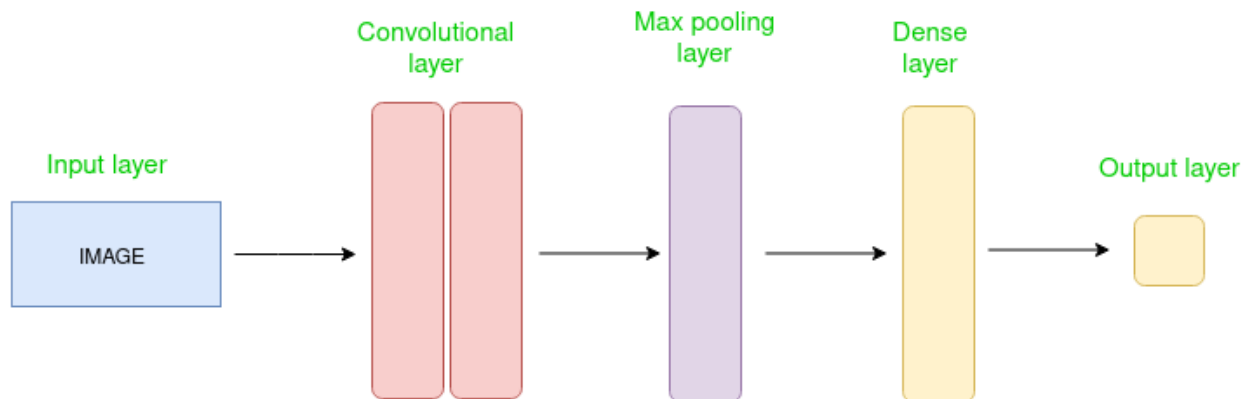 Convolutional
layer
Max pooling
layer
Dense
layer
Input layer
Output layer
IMAGE